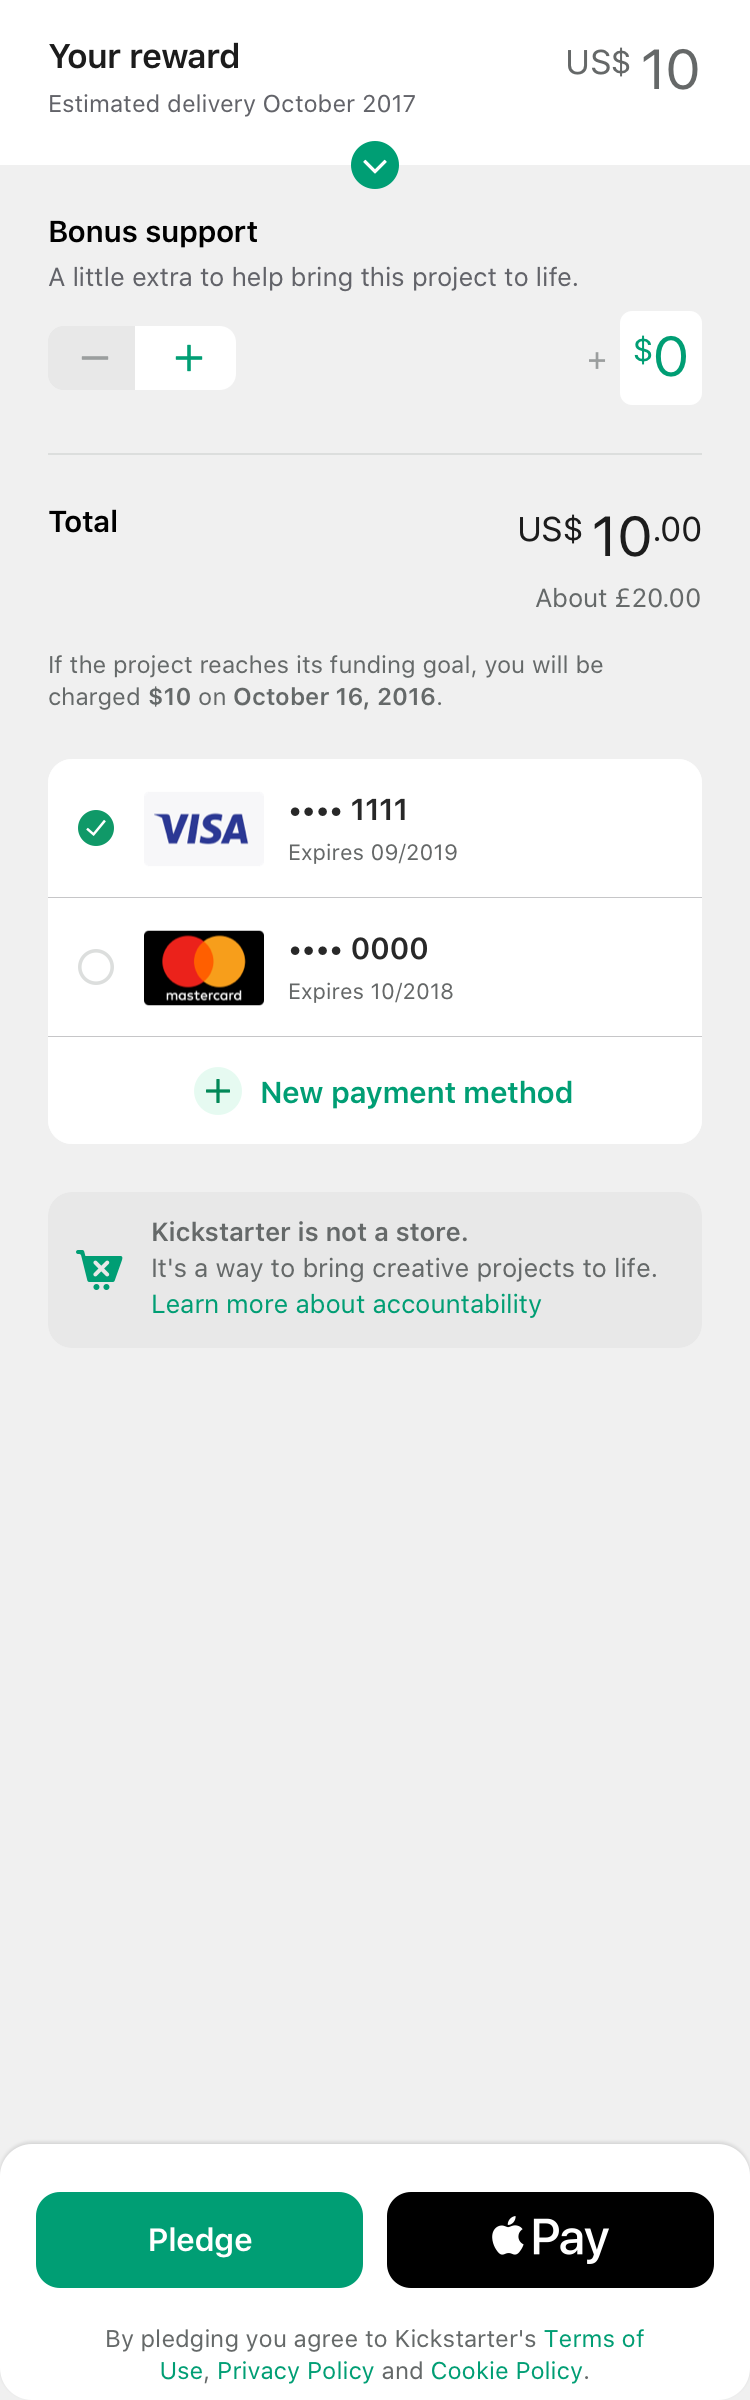 Your reward
US$ 10
Estimated delivery October 2017
Bonus support
A little extra to help bring this project to life.
− +
+ $0
Total
US$ 10.00
About £20.00
If the project reaches its funding goal, you will be
charged $10 on October 16, 2016.
VISA
•••• 1111
Expires 09/2019
mastercard
•••• 0000
Expires 10/2018
+ New payment method
Kickstarter is not a store.
It's a way to bring creative projects to life.
Learn more about accountability
Pledge
Pay
By pledging you agree to Kickstarter's Terms of
Use, Privacy Policy and Cookie Policy.